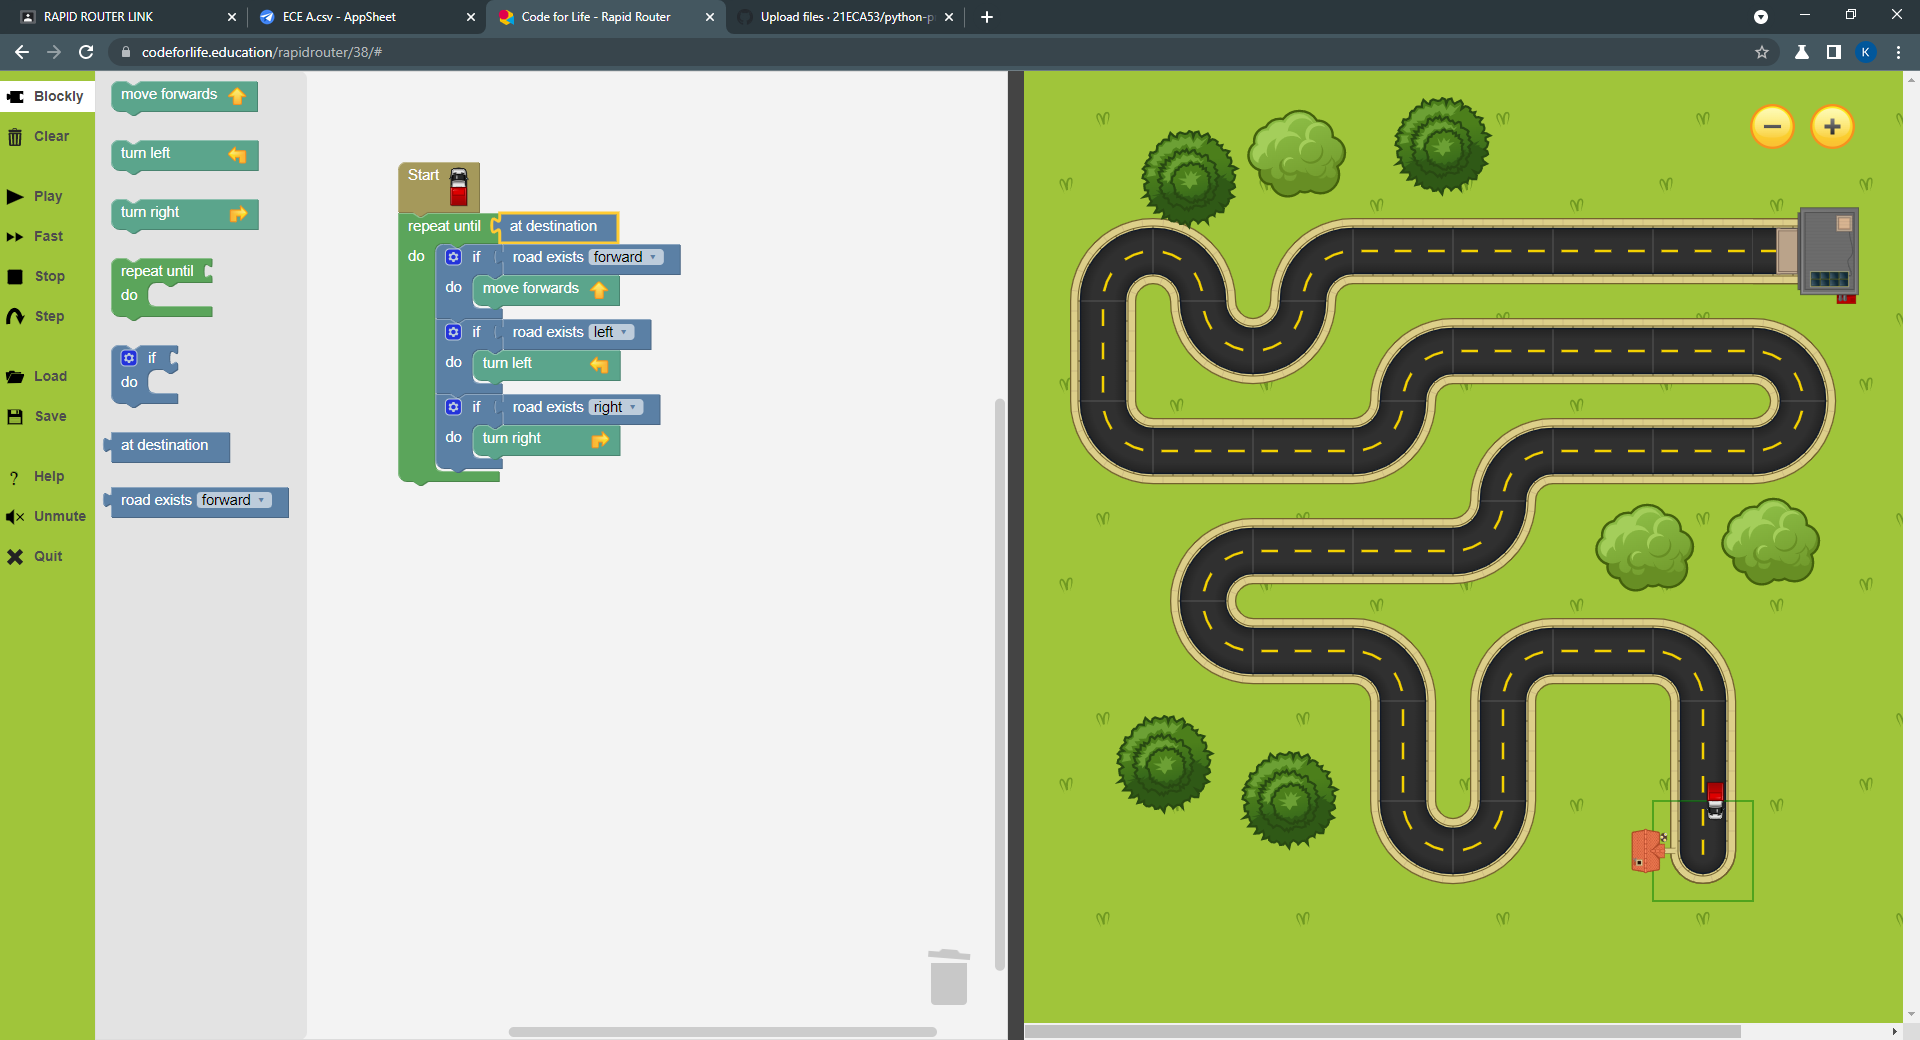 RAPID ROUTER LINK
ECE A.csv - AppSheet
Code for Life - Rapid Router
Upload files · 21ECA53/python-p
codeforlife.education/rapidrouter/38/#
K
Blockly
Clear
Play
Fast
Stop
Step
Load
Save
Help
Unmute
Quit
move forwards
turn left
turn right
repeat until
do
if
do
at destination
road exists forward
Start
repeat until at destination
do if road exists forward
do move forwards
if road exists left
do turn left
if road exists right
do turn right